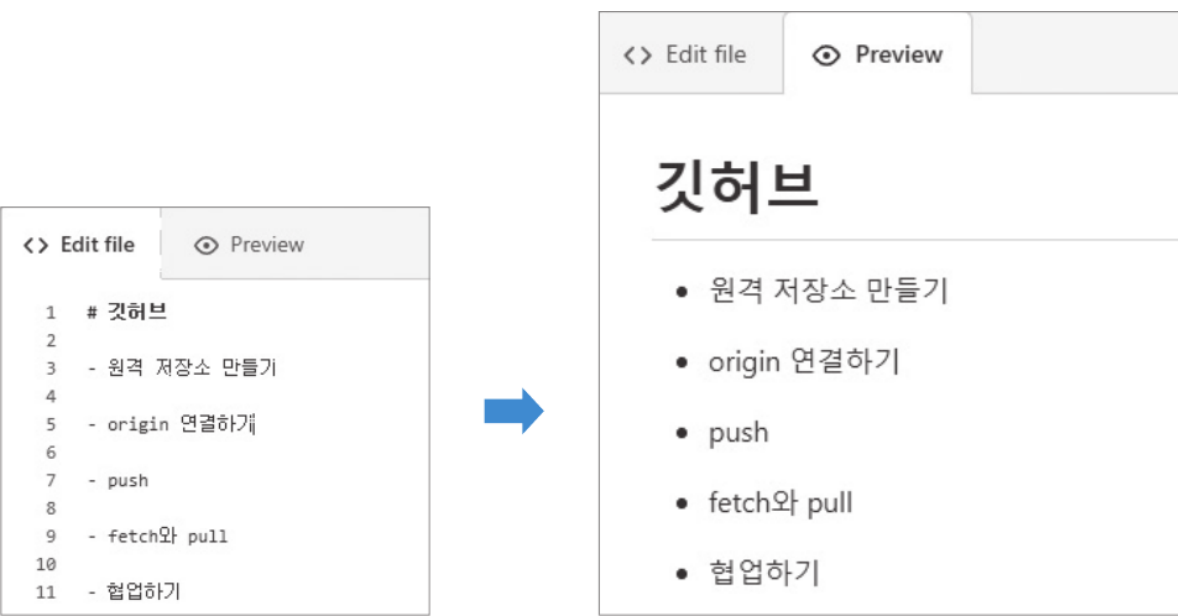 <> Edit file Preview
1 # 깃허브
2
3 - 원격 저장소 만들기
4
5 - origin 연결하기
6
7 - push
8
9 - fetch와 pull
10
11 - 협업하기
<> Edit file Preview
깃허브
• 원격 저장소 만들기
• origin 연결하기
• push
• fetch와 pull
• 협업하기